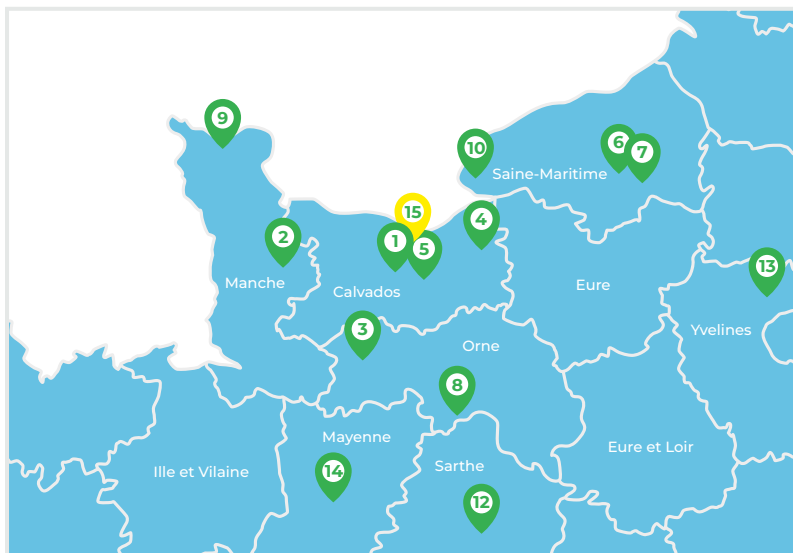 9
10
6
7
Saine-Maritime
15
4
2
1
5
13
Manche
Calvados
Eure
3
Orne
Yvelines
8
Mayenne
Eure et Loir
Ille et Vilaine
14
Sarthe
12